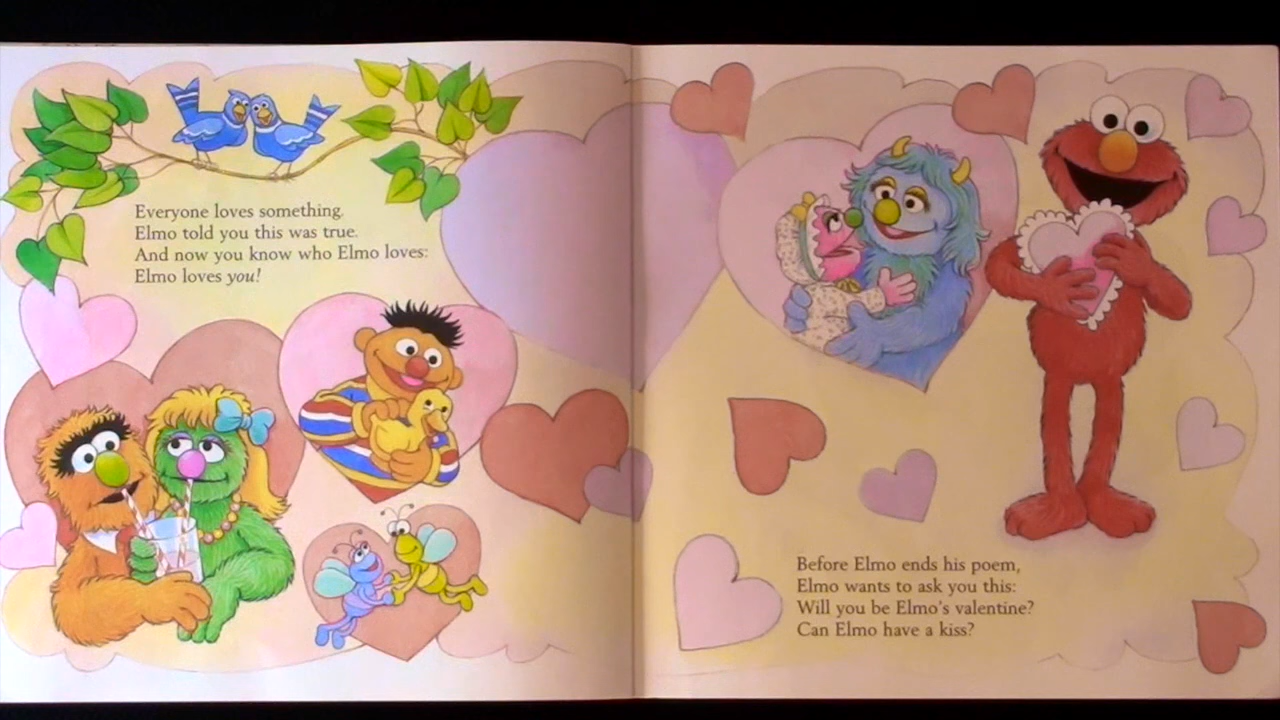 Everyone loves something.
Elmo told you this was true.
And now you know who Elmo loves:
Elmo loves you!
Before Elmo ends his poem,
Elmo wants to ask you this:
Will you be Elmo's valentine?
Can Elmo have a kiss?